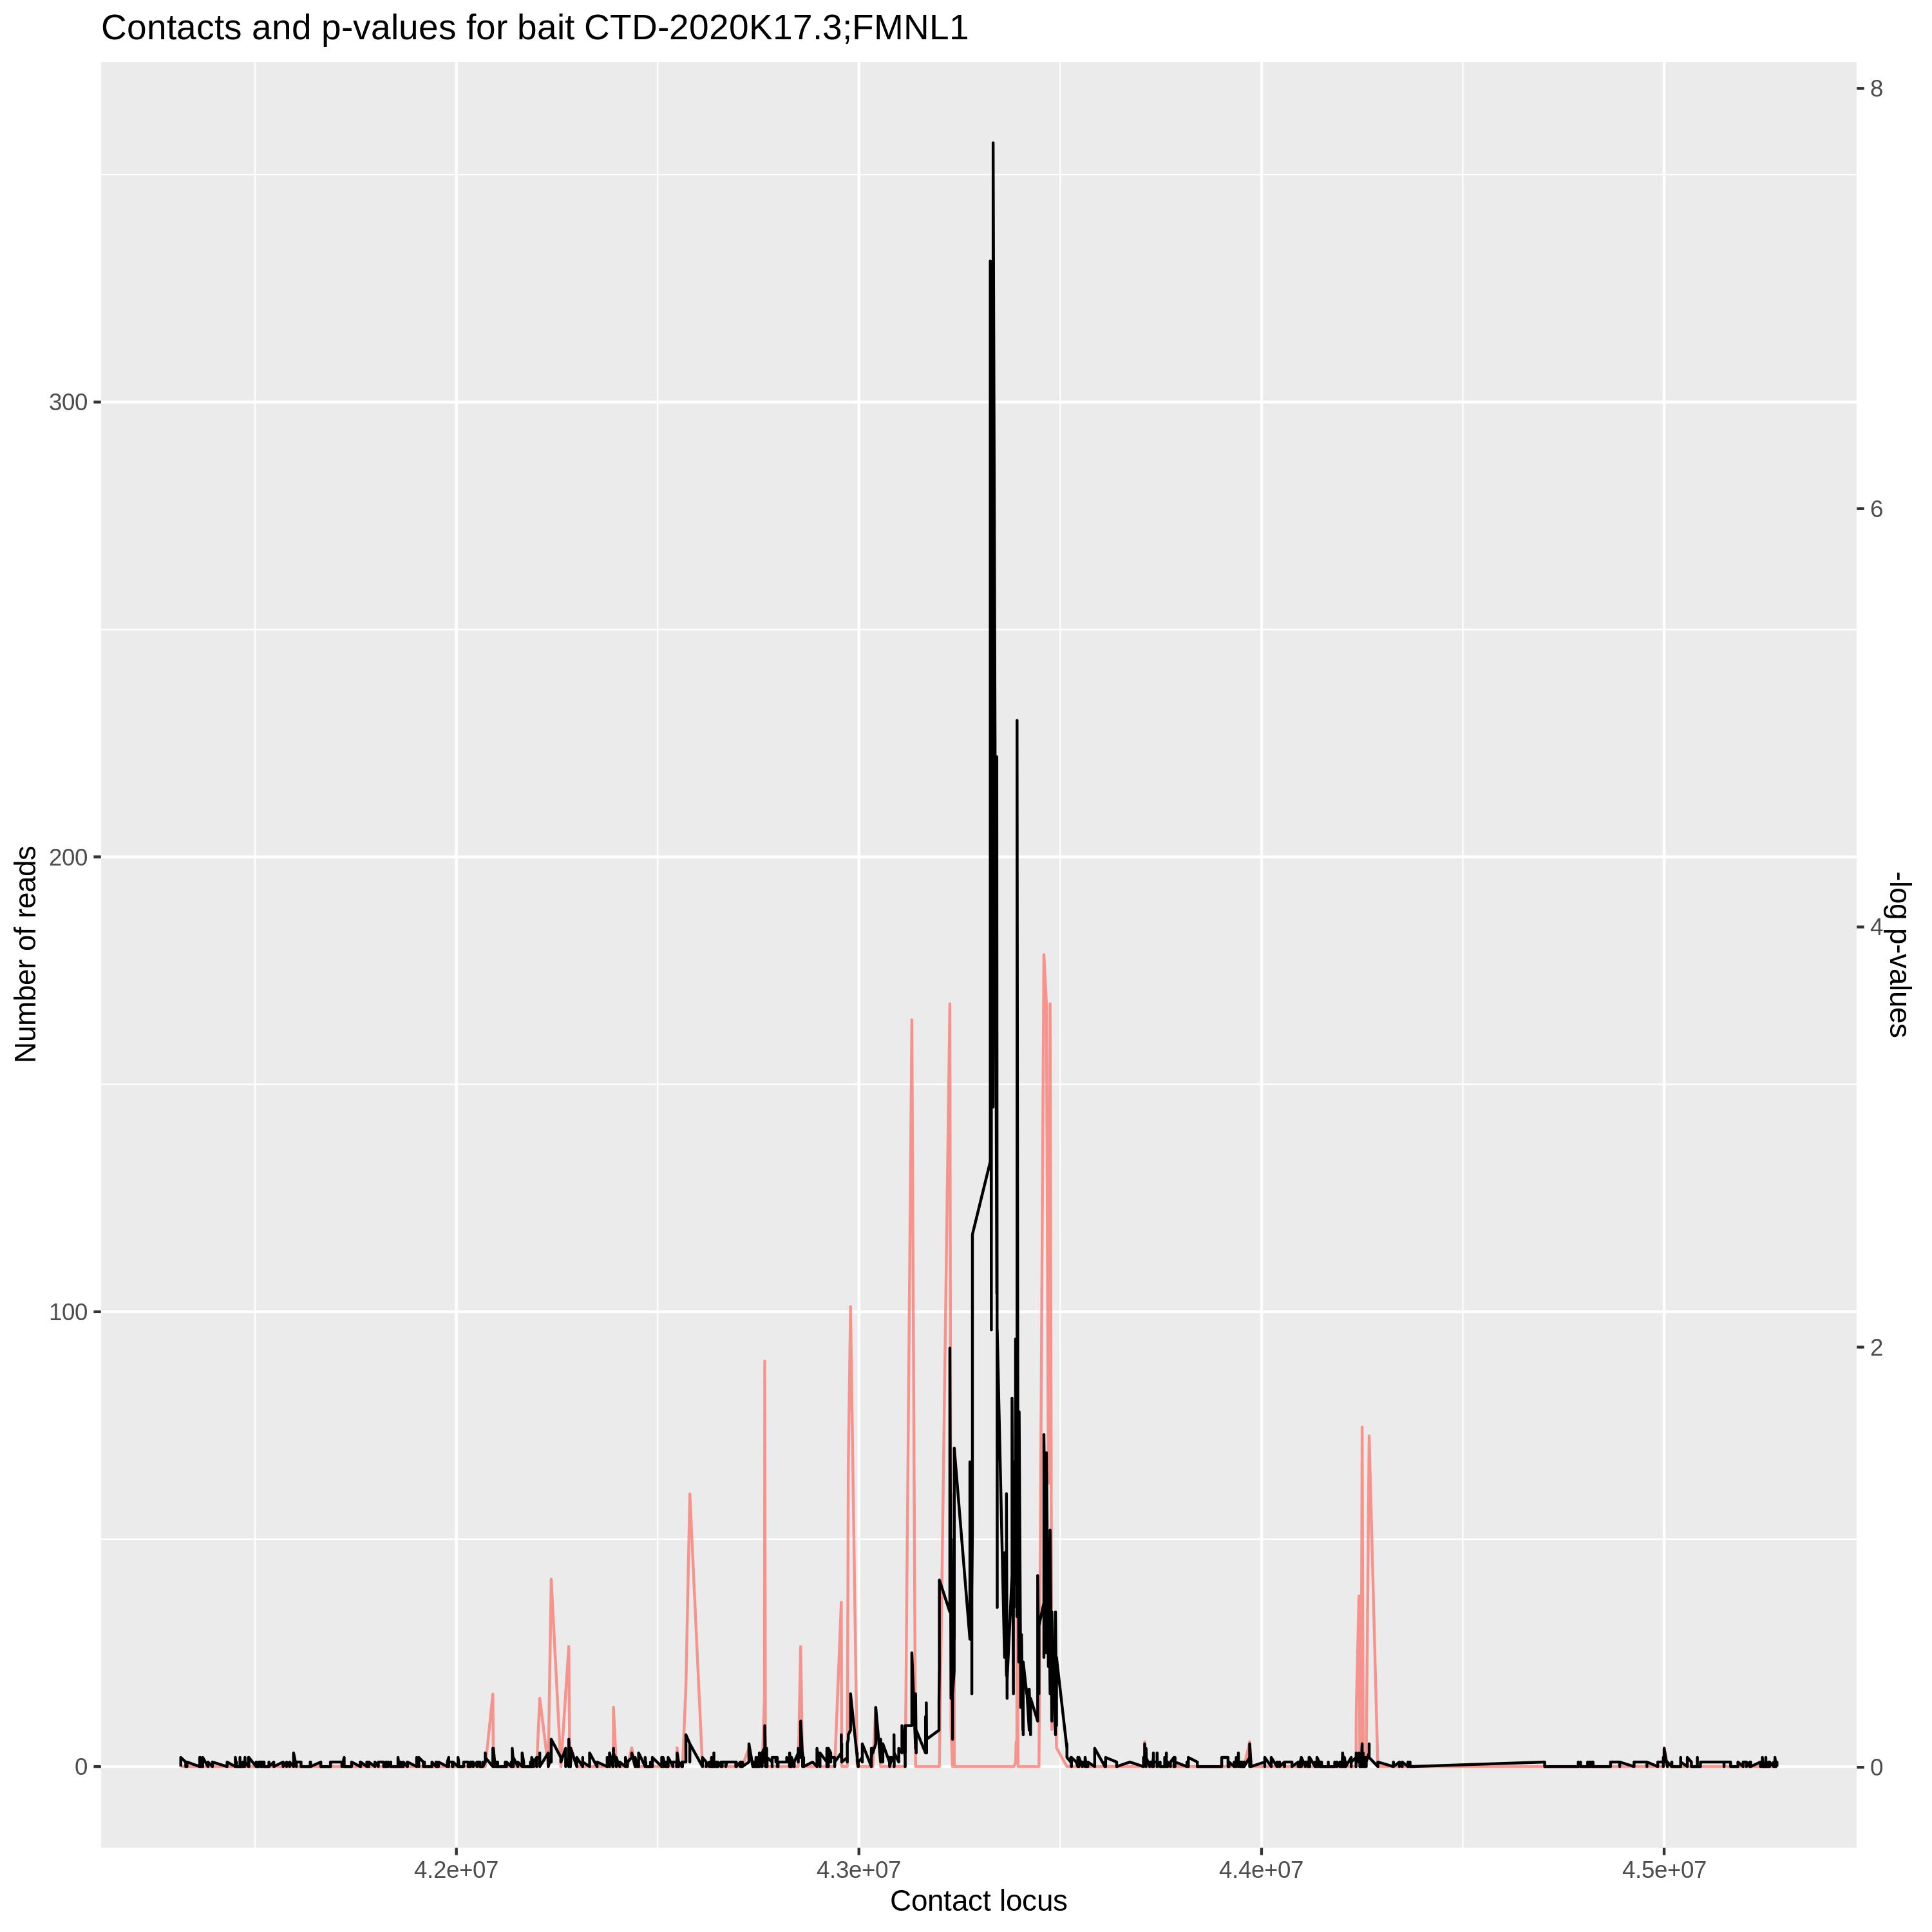 Contacts and p-values for bait CTD-2020K17.3;FMNL1
8
6
4
2
0
300
200
100
0
Number of reads
-log p-values
4.2e+07 4.3e+07 4.4e+07 4.5e+07
Contact locus